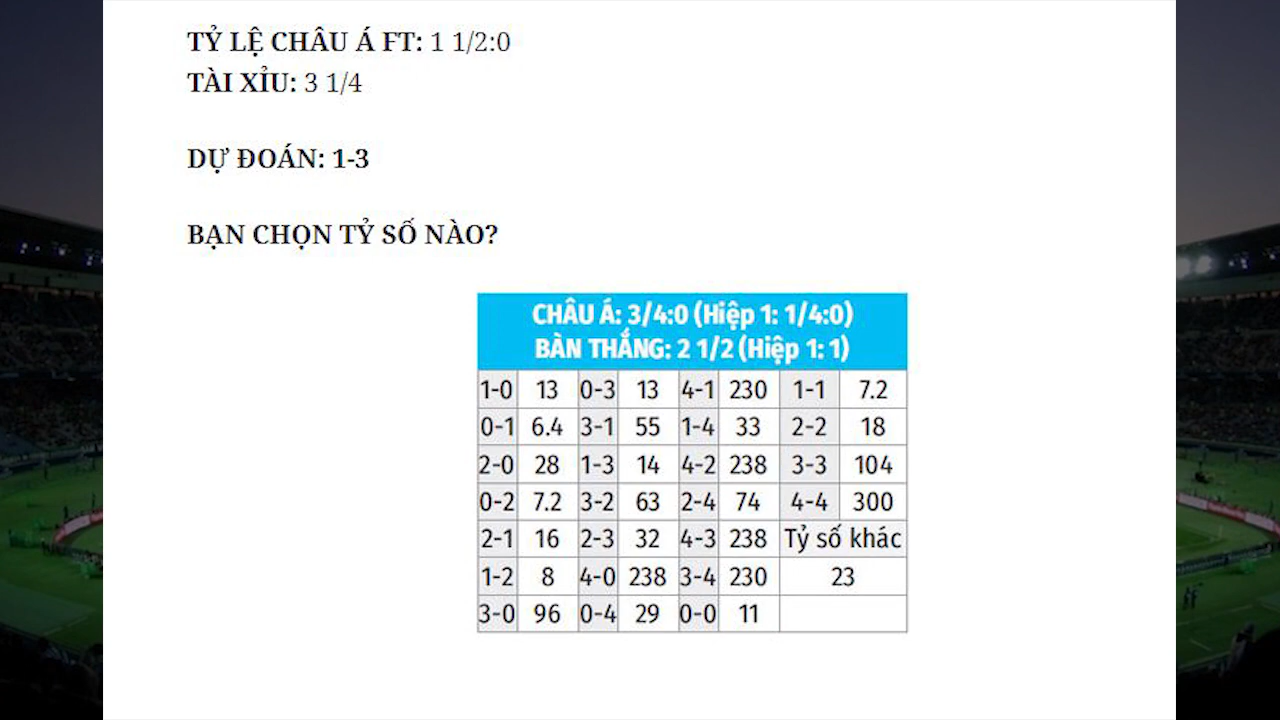 TỶ LỆ CHÂU Á FT: 1 1/2:0
TÀI XỈU: 3 1/4
DỰ ĐOÁN: 1-3
BẠN CHỌN TỶ SỐ NÀO?
CHÂU Á: 3/4:0 (Hiệp 1: 1/4:0)
BÀN THẮNG: 2 1/2 (Hiệp 1: 1)
1-0 13 0-3 13 4-1 230 1-1 7.2
0-1 6.4 3-1 55 1-4 33 2-2 18
2-0 28 1-3 14 4-2 238 3-3 104
0-2 7.2 3-2 63 2-4 74 4-4 300
2-1 16 2-3 32 4-3 238 Tỷ số khác
1-2 8 4-0 238 3-4 230 23
3-0 96 0-4 29 0-0 11